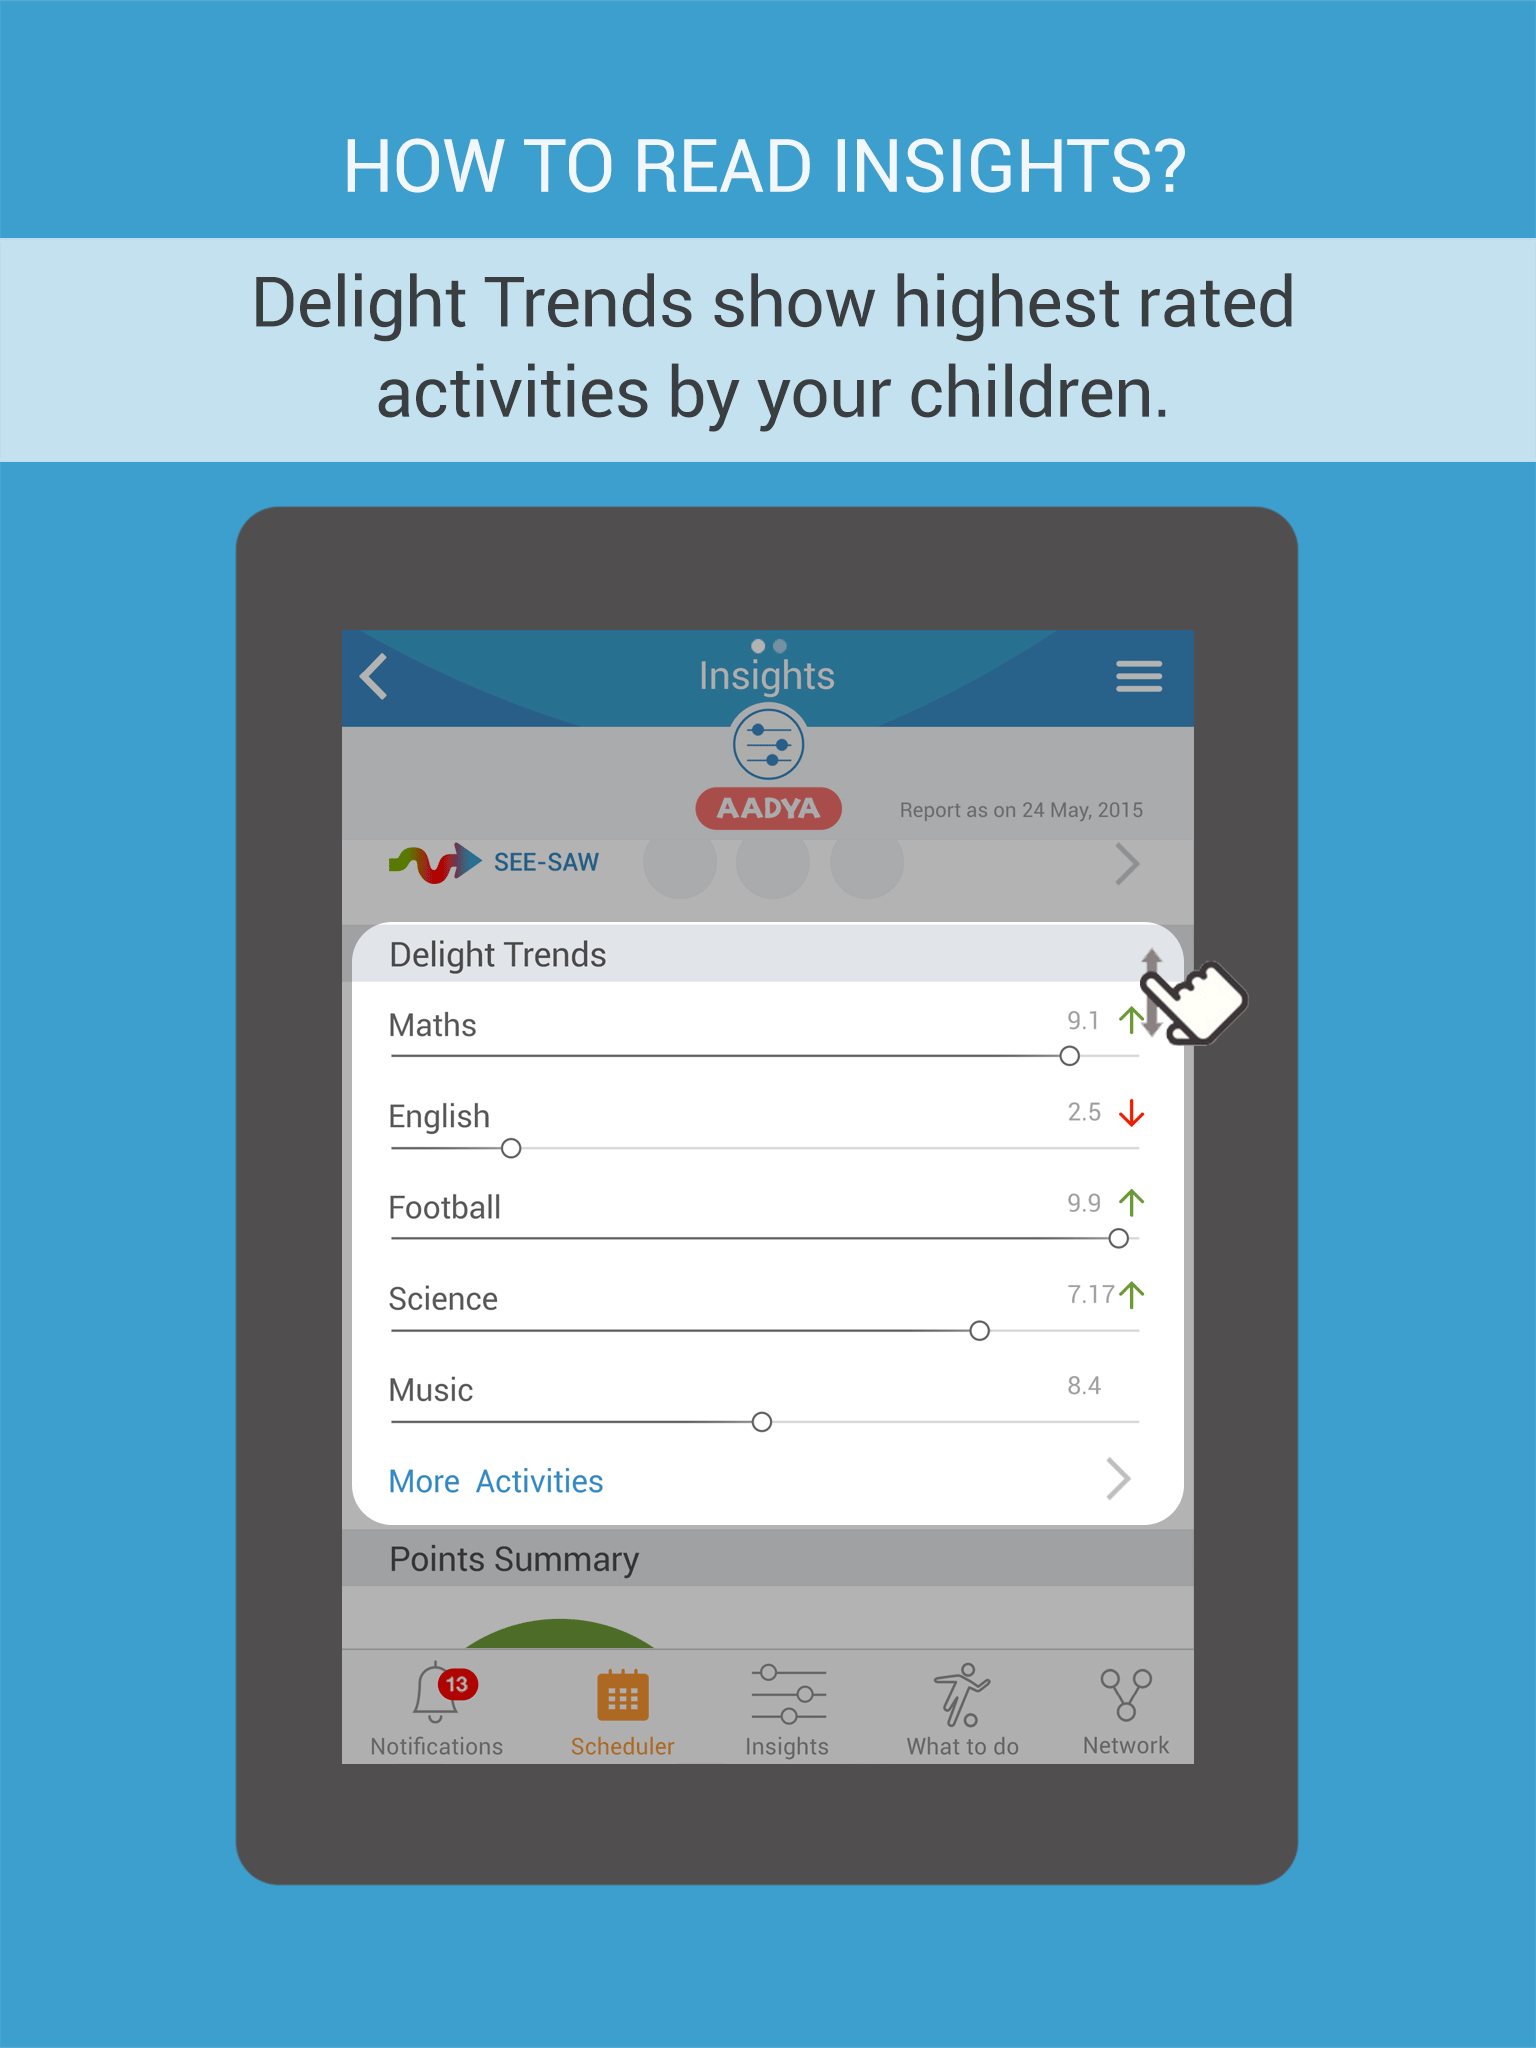 HOW TO READ INSIGHTS?
Delight Trends show highest rated
activities by your children.
Insights
AADYA
Report as on 24 May, 2015
SEE-SAW
Delight Trends
Maths 9.1
English 2.5
Football 9.9
Science 7.17
Music 8.4
More Activities
Points Summary
13
Notifications Scheduler Insights What to do Network